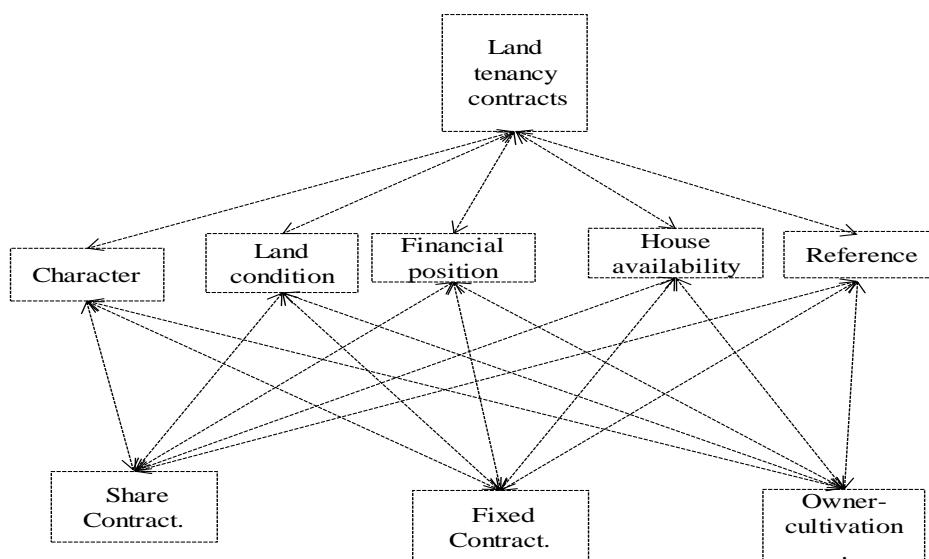 Land
tenancy
contracts
Character
Land
condition
Financial
position
House
availability
Reference
Share
Contract.
Fixed
Contract.
Owner-
cultivation
.